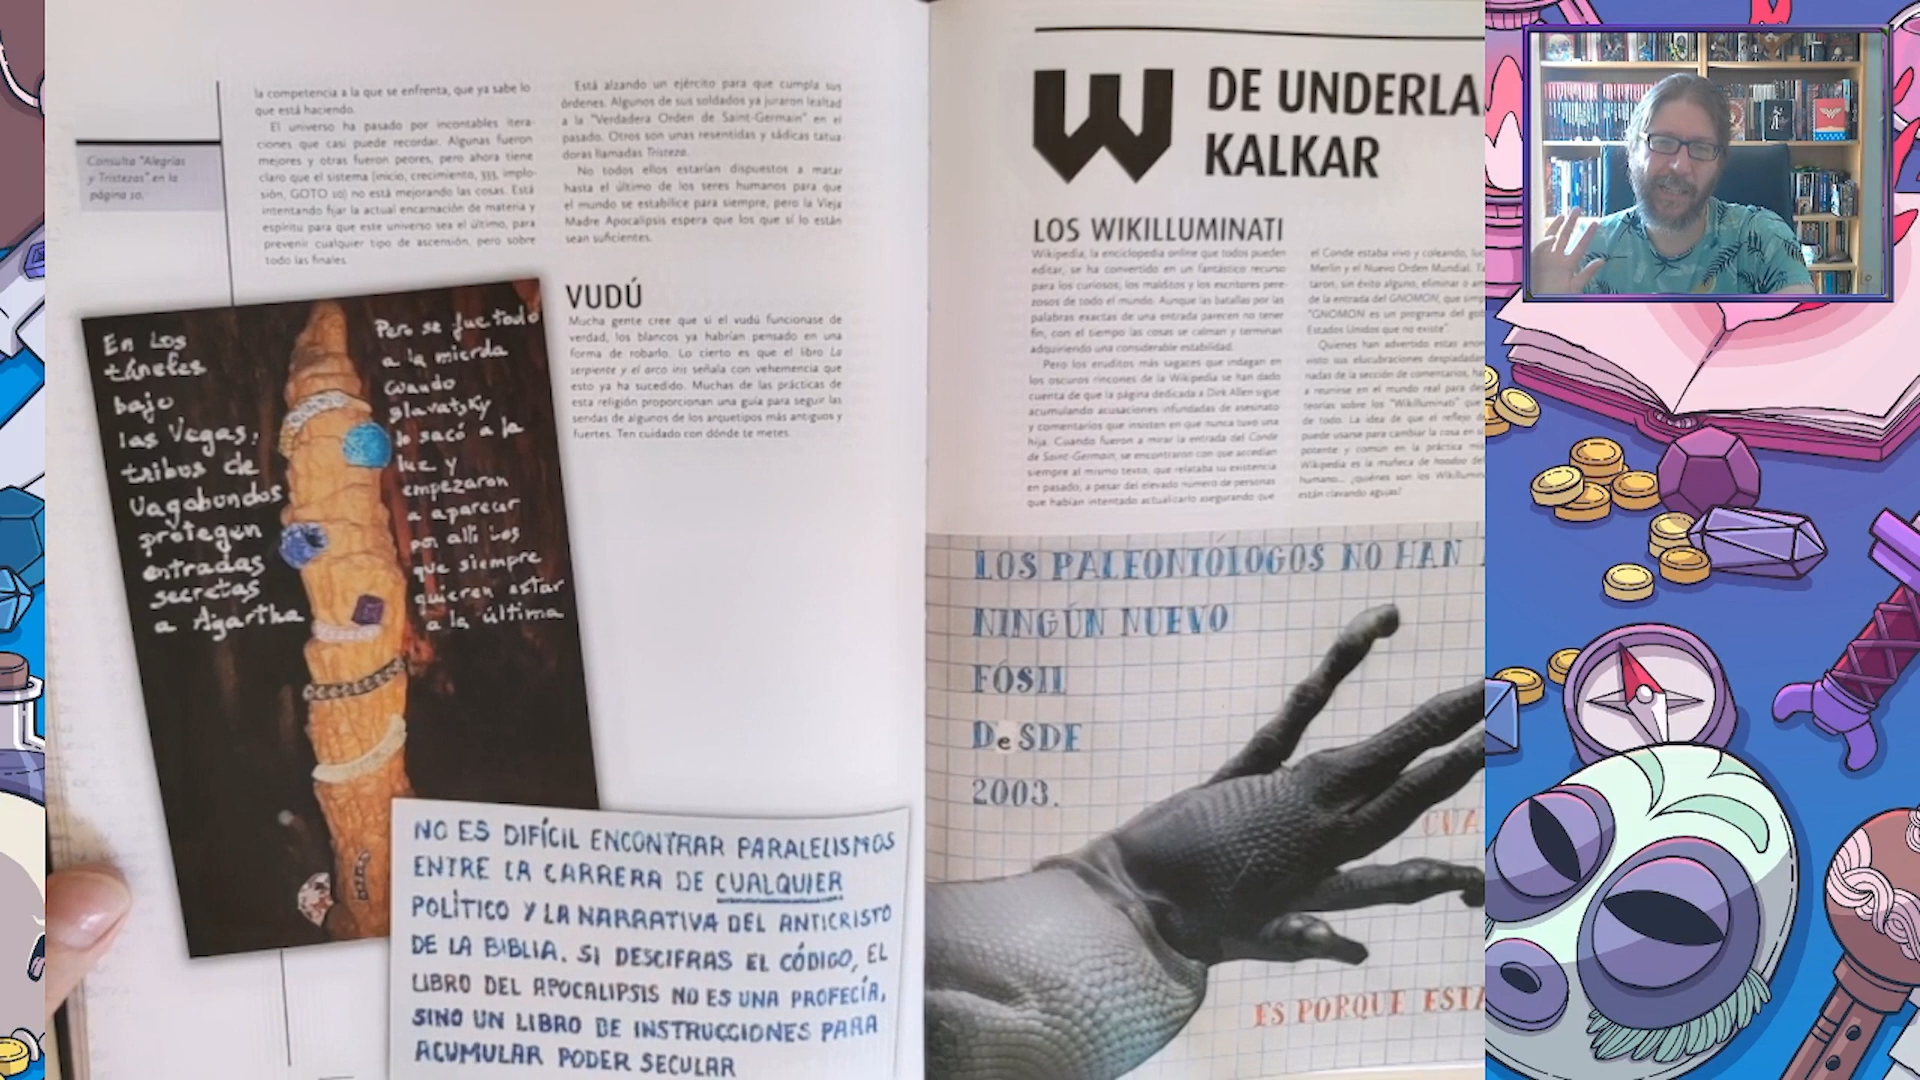 la competencia a la que se enfrenta, que ya sabe lo
que está haciendo.
El universo ha pasado por incontables itera-
ciones que casi puede recordar. Algunas fueron
mejores y otras fueron peores, pero ahora tiene
claro que el sistema (inicio, crecimiento, 333, implo-
sión, GOTO 10) no está mejorando las cosas. Está
intentando fijar la actual encarnación de materia y
espíritu para que este universo sea el último, para
prevenir cualquier tipo de ascensión, pero sobre
todo las finales.
Consulta "Alegrías
y Tristezas" en la
página 10.
Está alzando un ejército para que cumpla sus
órdenes. Algunos de sus soldados ya juraron lealtad
a la "Verdadera Orden de Saint-Germain" en el
pasado. Otros son unas resentidas y sádicas tatua-
doras llamadas Tristeza.
No todos ellos estarían dispuestos a matar
hasta el último de los seres humanos para que
el mundo se estabilice para siempre, pero la Vieja
Madre Apocalipsis espera que los que sí lo están
sean suficientes.
VUDÚ
Mucha gente cree que si el vudú funcionase de
verdad, los blancos ya habrían pensado en una
forma de robarlo. Lo cierto es que el libro La
serpiente y el arco iris señala con vehemencia que
esto ya ha sucedido. Muchas de las prácticas de
esta religión proporcionan una guía para seguir las
sendas de algunos de los arquetipos más antiguos y
fuertes. Ten cuidado con dónde te metes.
En los
túneles
bajo
las Vegas,
tribus de
vagabundos
protegen
entradas
secretas
a Agartha
Pero se fue todo
a la mierda
cuando
Blavatsky
lo sacó a la
luz y
empezaron
a aparecer
por allí los
que siempre
quieren estar
a la última
NO ES DIFÍCIL ENCONTRAR PARALELISMOS
ENTRE LA CARRERA DE CUALQUIER
POLÍTICO Y LA NARRATIVA DEL ANTICRISTO
DE LA BIBLIA. SI DESCIFRAS EL CÓDIGO, EL
LIBRO DEL APOCALIPSIS NO ES UNA PROFECÍA,
SINO UN LIBRO DE INSTRUCCIONES PARA
ACUMULAR PODER SECULAR
W
DE UNDERLA
KALKAR
LOS WIKILLUMINATI
Wikipedia, la enciclopedia online que todos pueden
editar, se ha convertido en un fantástico recurso
para los curiosos, los malditos y los escritores pere-
zosos de todo el mundo. Aunque las batallas por las
palabras exactas de una entrada parecen no tener
fin, con el tiempo las cosas se calman y terminan
adquiriendo una considerable estabilidad.
Pero los eruditos más sagaces que indagan en
los oscuros rincones de la Wikipedia se han dado
cuenta de que la página dedicada a Dirk Allen sigue
acumulando acusaciones infundadas de asesinato
y comentarios que insisten en que nunca tuvo una
hija. Cuando fueron a mirar la entrada del Conde
de Saint-Germain, se encontraron con que accedían
siempre al mismo texto, que relataba su existencia
en pasado, a pesar del elevado número de personas
que habían intentado actualizarlo asegurando que
el Conde estaba vivo y coleando,
Merlín y el Nuevo Orden Mundial.
taron, sin éxito alguno, eliminar o
de la entrada del GNOMON, que
"GNOMON es un programa del
Estados Unidos que no existe".
Quienes han advertido estas
visto sus elucubraciones
nadas de la sección de comentarios,
a reunirse en el mundo real para
teorías sobre los "Wikilluminati" que
de todo. La idea de que el reflejo
puede usarse para cambiar la cosa en
potente y común en la práctica
Wikipedia es la muñeca de hoodoo del
humano... ¿quiénes son los
están clavando agujas?
LOS PALEONTÓLOGOS NO HAN
NINGÚN NUEVO
FÓSIL
DeSDE
2003.
CUA
ES PORQUE ESTÁ